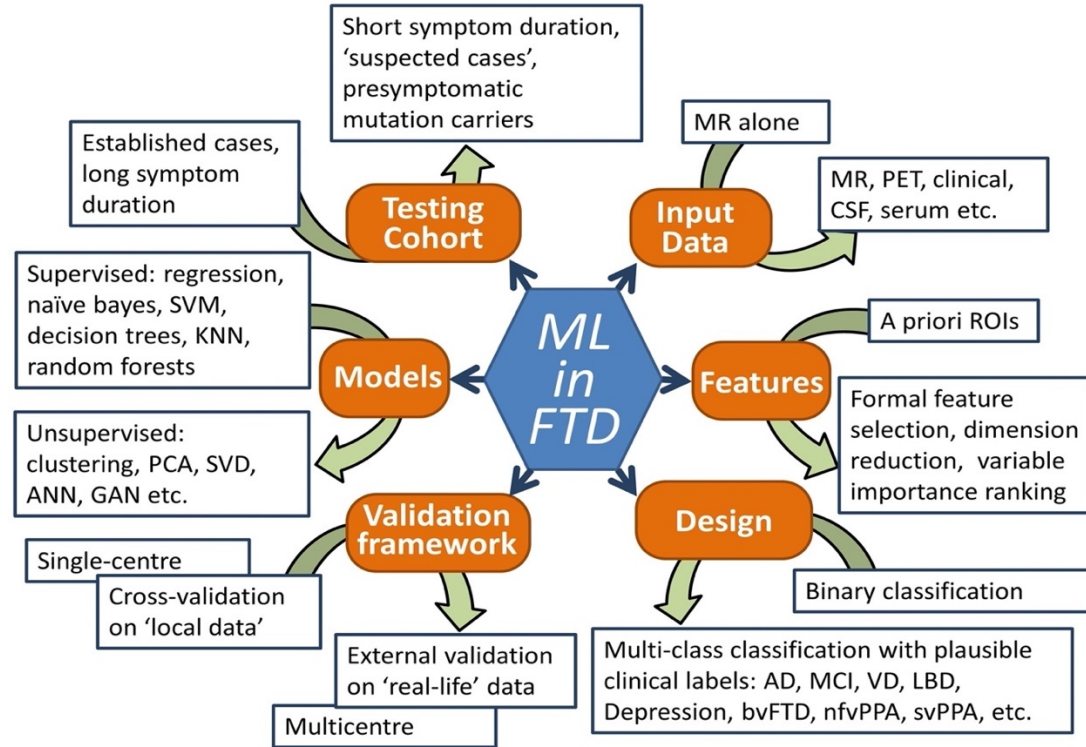 Short symptom duration,
‘suspected cases’,
presymptomatic
mutation carriers
MR alone
Established cases,
long symptom
duration
Testing
Cohort
Input
Data
MR, PET, clinical,
CSF, serum etc.
Supervised: regression,
naïve bayes, SVM,
decision trees, KNN,
random forests
ML
in
FTD
A priori ROIs
Models
Features
Unsupervised:
clustering, PCA, SVD,
ANN, GAN etc.
Formal feature
selection, dimension
reduction, variable
importance ranking
Validation
framework
Design
Single-centre
Cross-validation
on ‘local data’
Binary classification
External validation
on ‘real-life’ data
Multicentre
Multi-class classification with plausible
clinical labels: AD, MCI, VD, LBD,
Depression, bvFTD, nfvPPA, svPPA, etc.